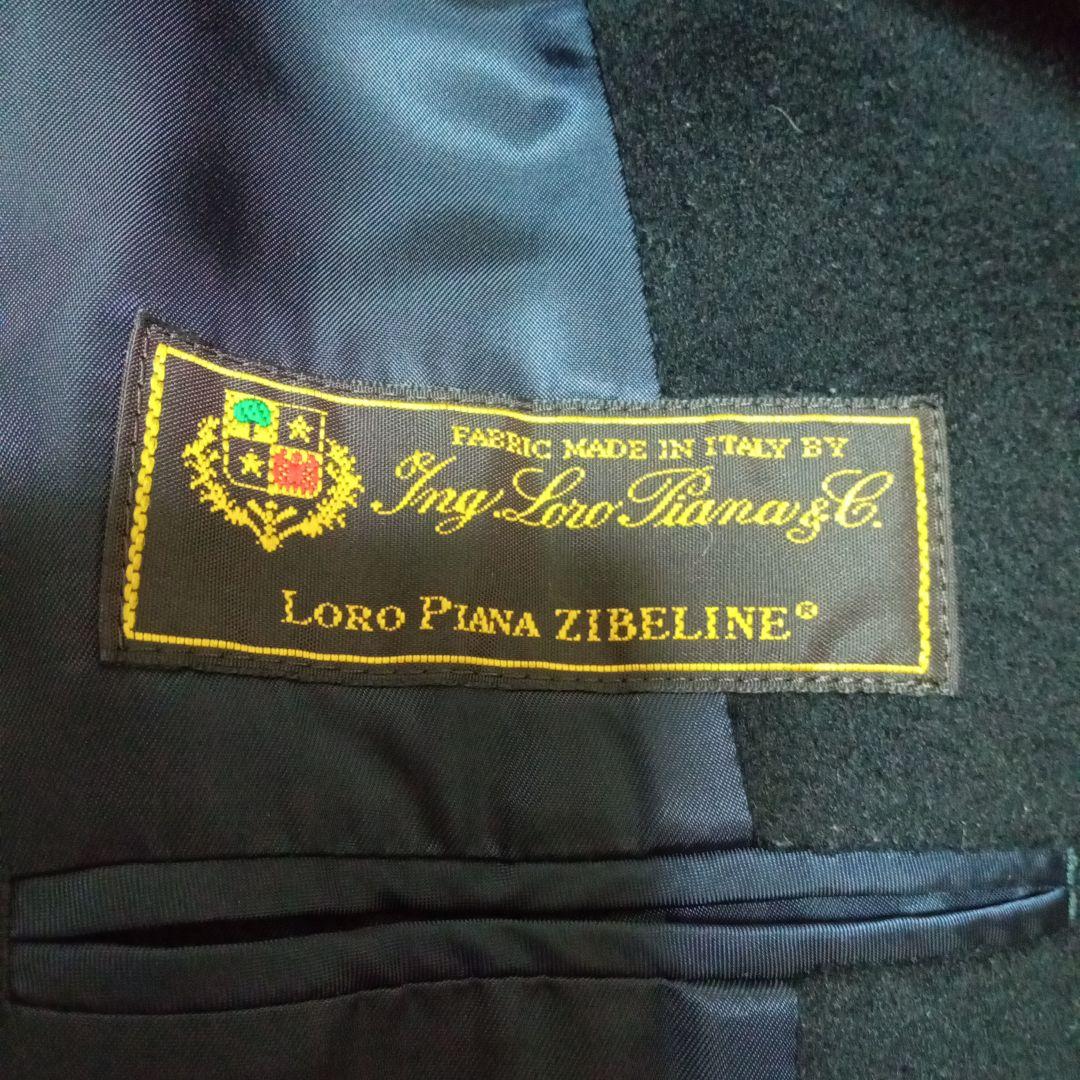 FABRIC MADE IN ITALY BY
Ing. Loro Piana & C.
LORO PIANA ZIBELINE®